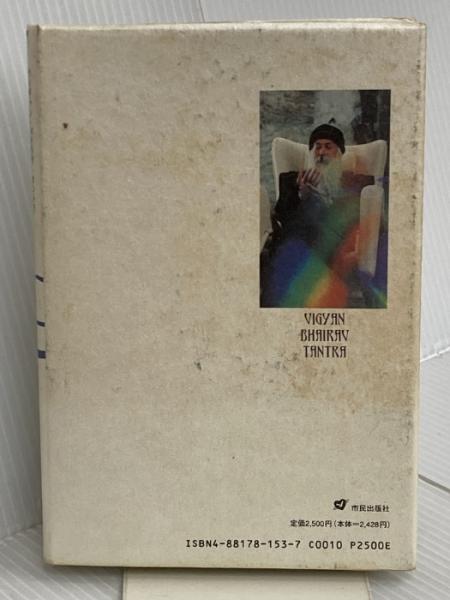 VIGYAN
BHAIRAV
TANTRA
市民出版社
定価2,500円(本体=2,428円)
ISBN4-88178-153-7 C0010 P2500E